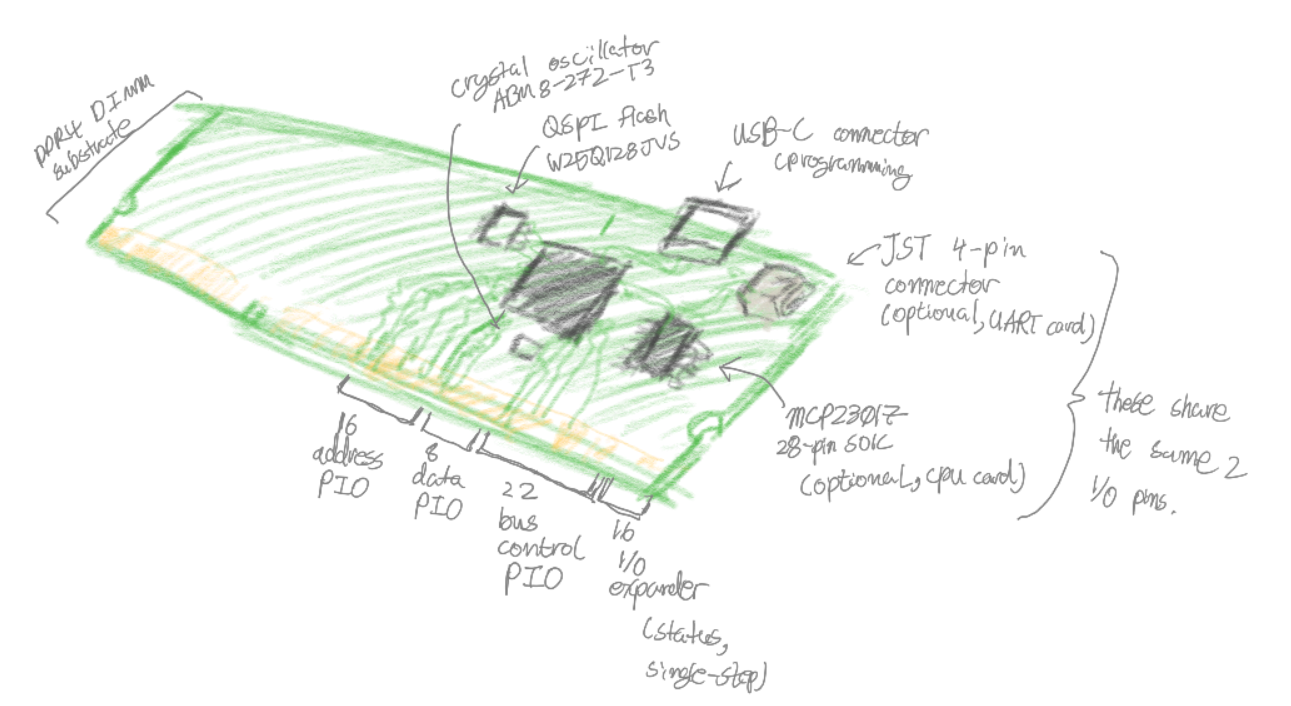 DDR4 DIMM
substrate
crystal oscillator
ABM8-272-T3
QSPI flash
W25Q128JVS
USB-C connector
(programming
JST 4-pin
connector
(optional, UART card)
MCP23017
28-pin SOIC
(optional, cpu card)
these share
the same 2
I/O pins.
16
address
PIO
8
data
PIO
22
bus
control
PIO
16
I/O
expander
(status,
single-step)